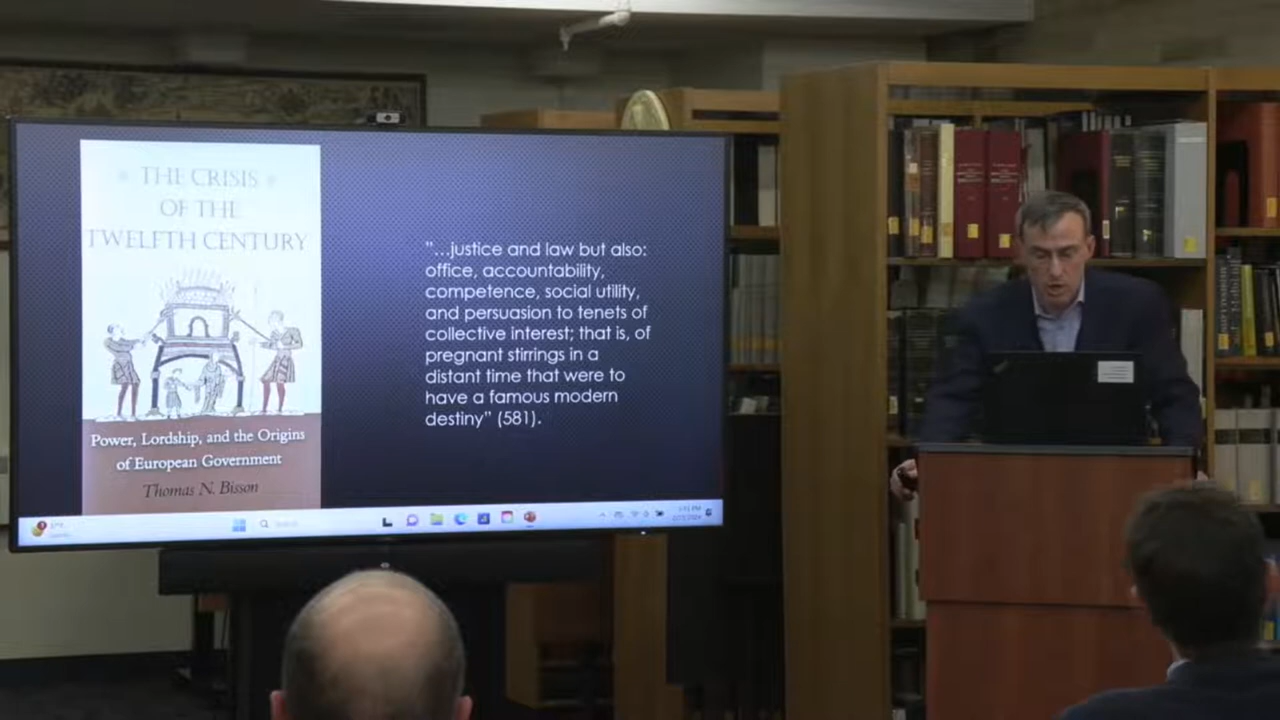 THE CRISIS
OF THE
TWELFTH CENTURY
Power, Lordship, and the Origins
of European Government
Thomas N. Bisson
"...justice and law but also:
office, accountability,
competence, social utility,
and persuasion to tenets of
collective interest; that is, of
pregnant stirrings in a
distant time that were to
have a famous modern
destiny" (581).
Search